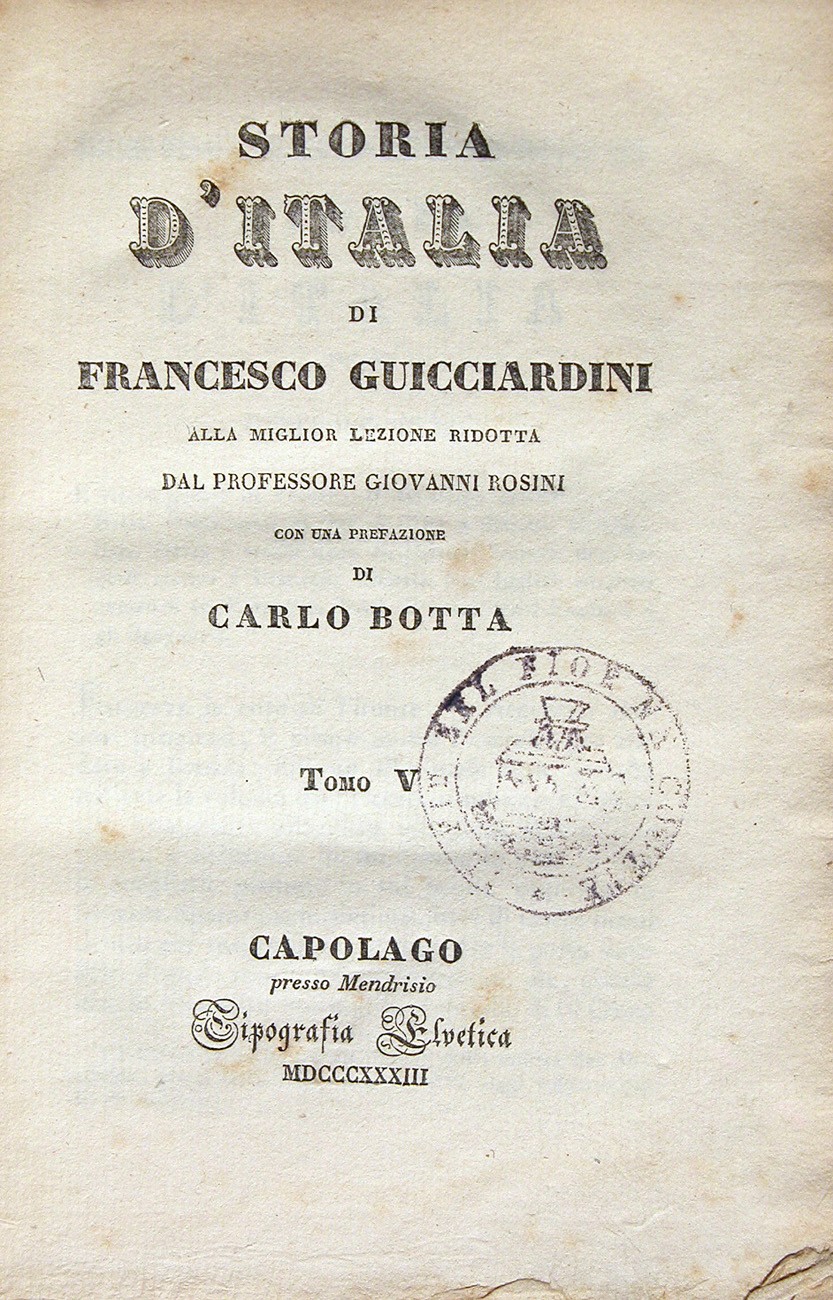 STORIA
D'ITALIA
DI
FRANCESCO GUICCIARDINI
ALLA MIGLIOR LEZIONE RIDOTTA
DAL PROFESSORE GIOVANNI ROSINI
CON UNA PREFAZIONE
DI
CARLO BOTTA
TOMO V
CAPOLAGO
presso Mendrisio
Tipografia Elvetica
MDCCCXXXIII